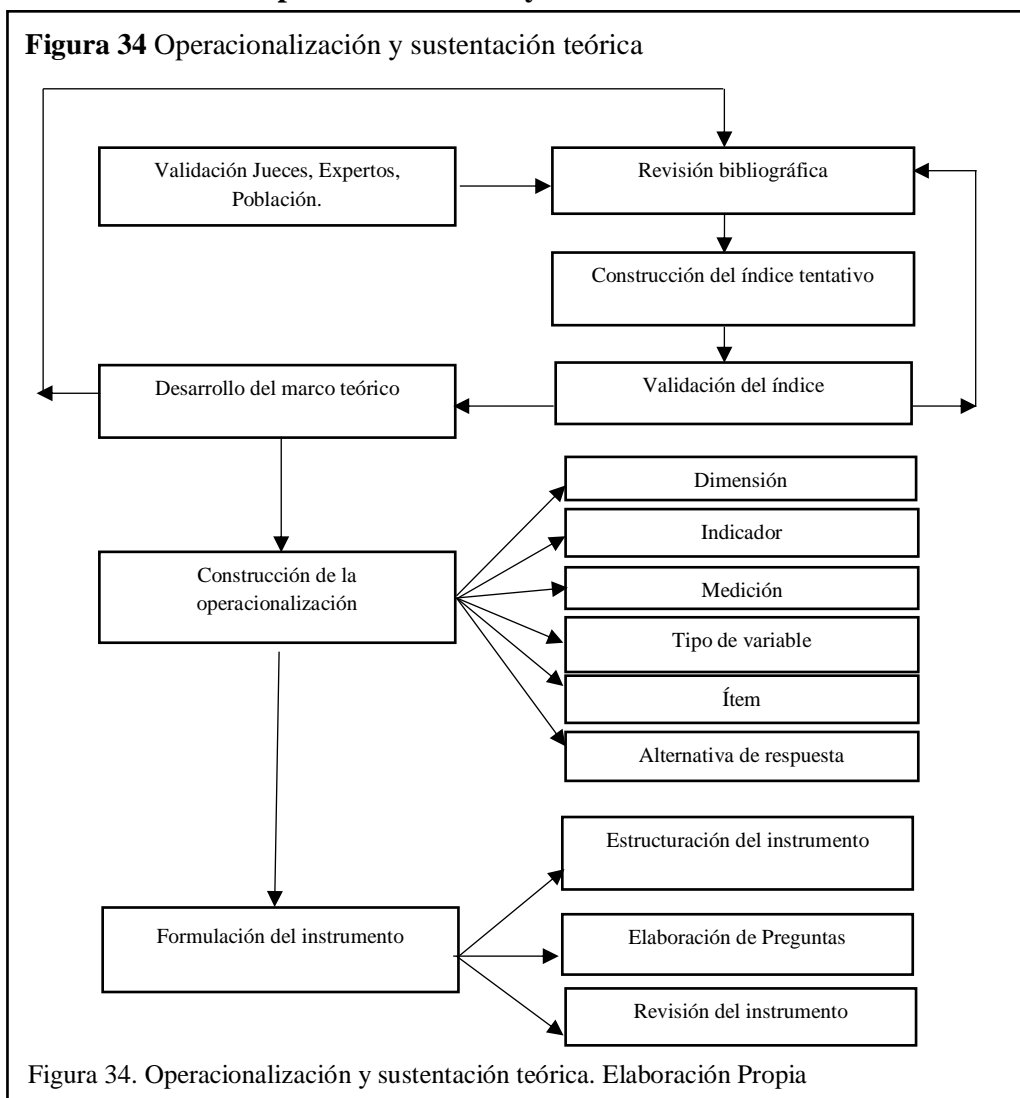 Figura 34 Operacionalización y sustentación teórica
Validación Jueces, Expertos,
Población.
Revisión bibliográfica
Construcción del índice tentativo
Desarrollo del marco teórico
Validación del índice
Dimensión
Indicador
Construcción de la
operacionalización
Medición
Tipo de variable
Ítem
Alternativa de respuesta
Estructuración del instrumento
Formulación del instrumento
Elaboración de Preguntas
Revisión del instrumento
Figura 34. Operacionalización y sustentación teórica. Elaboración Propia